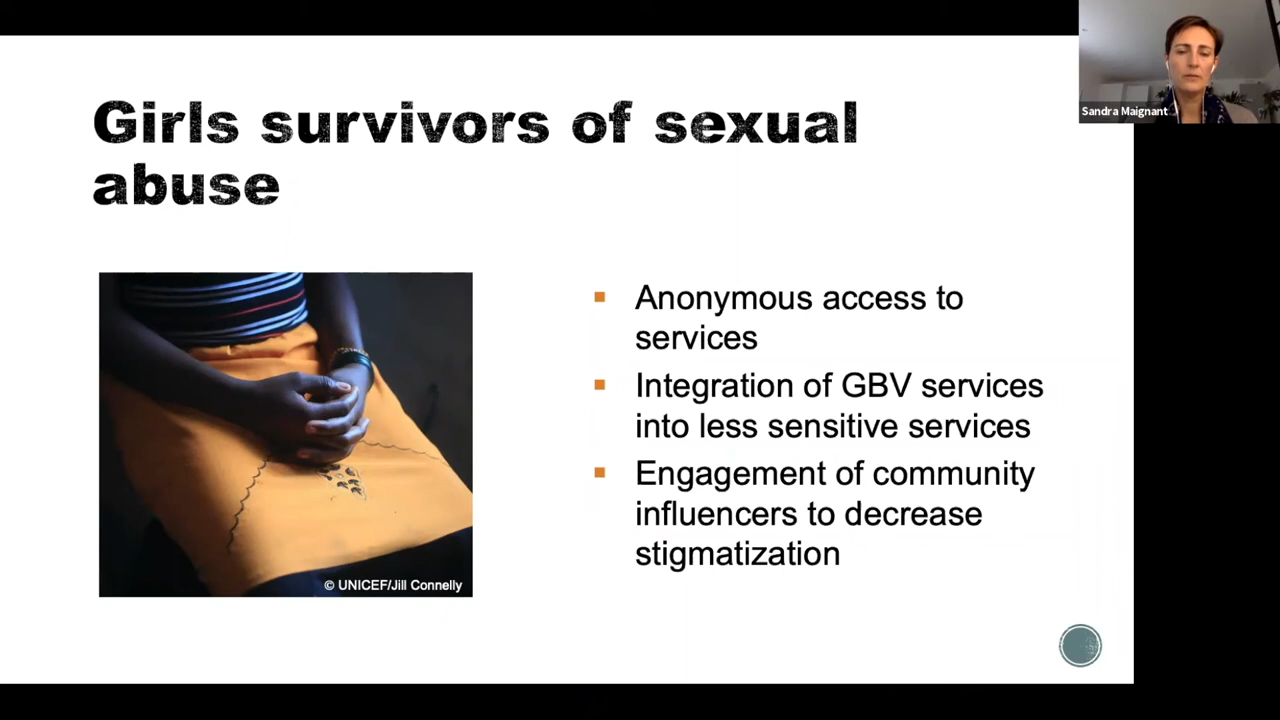 Sandra Maignant
Girls survivors of sexual
abuse
Anonymous access to
services
Integration of GBV services
into less sensitive services
Engagement of community
influencers to decrease
stigmatization
© UNICEF/Jill Connelly